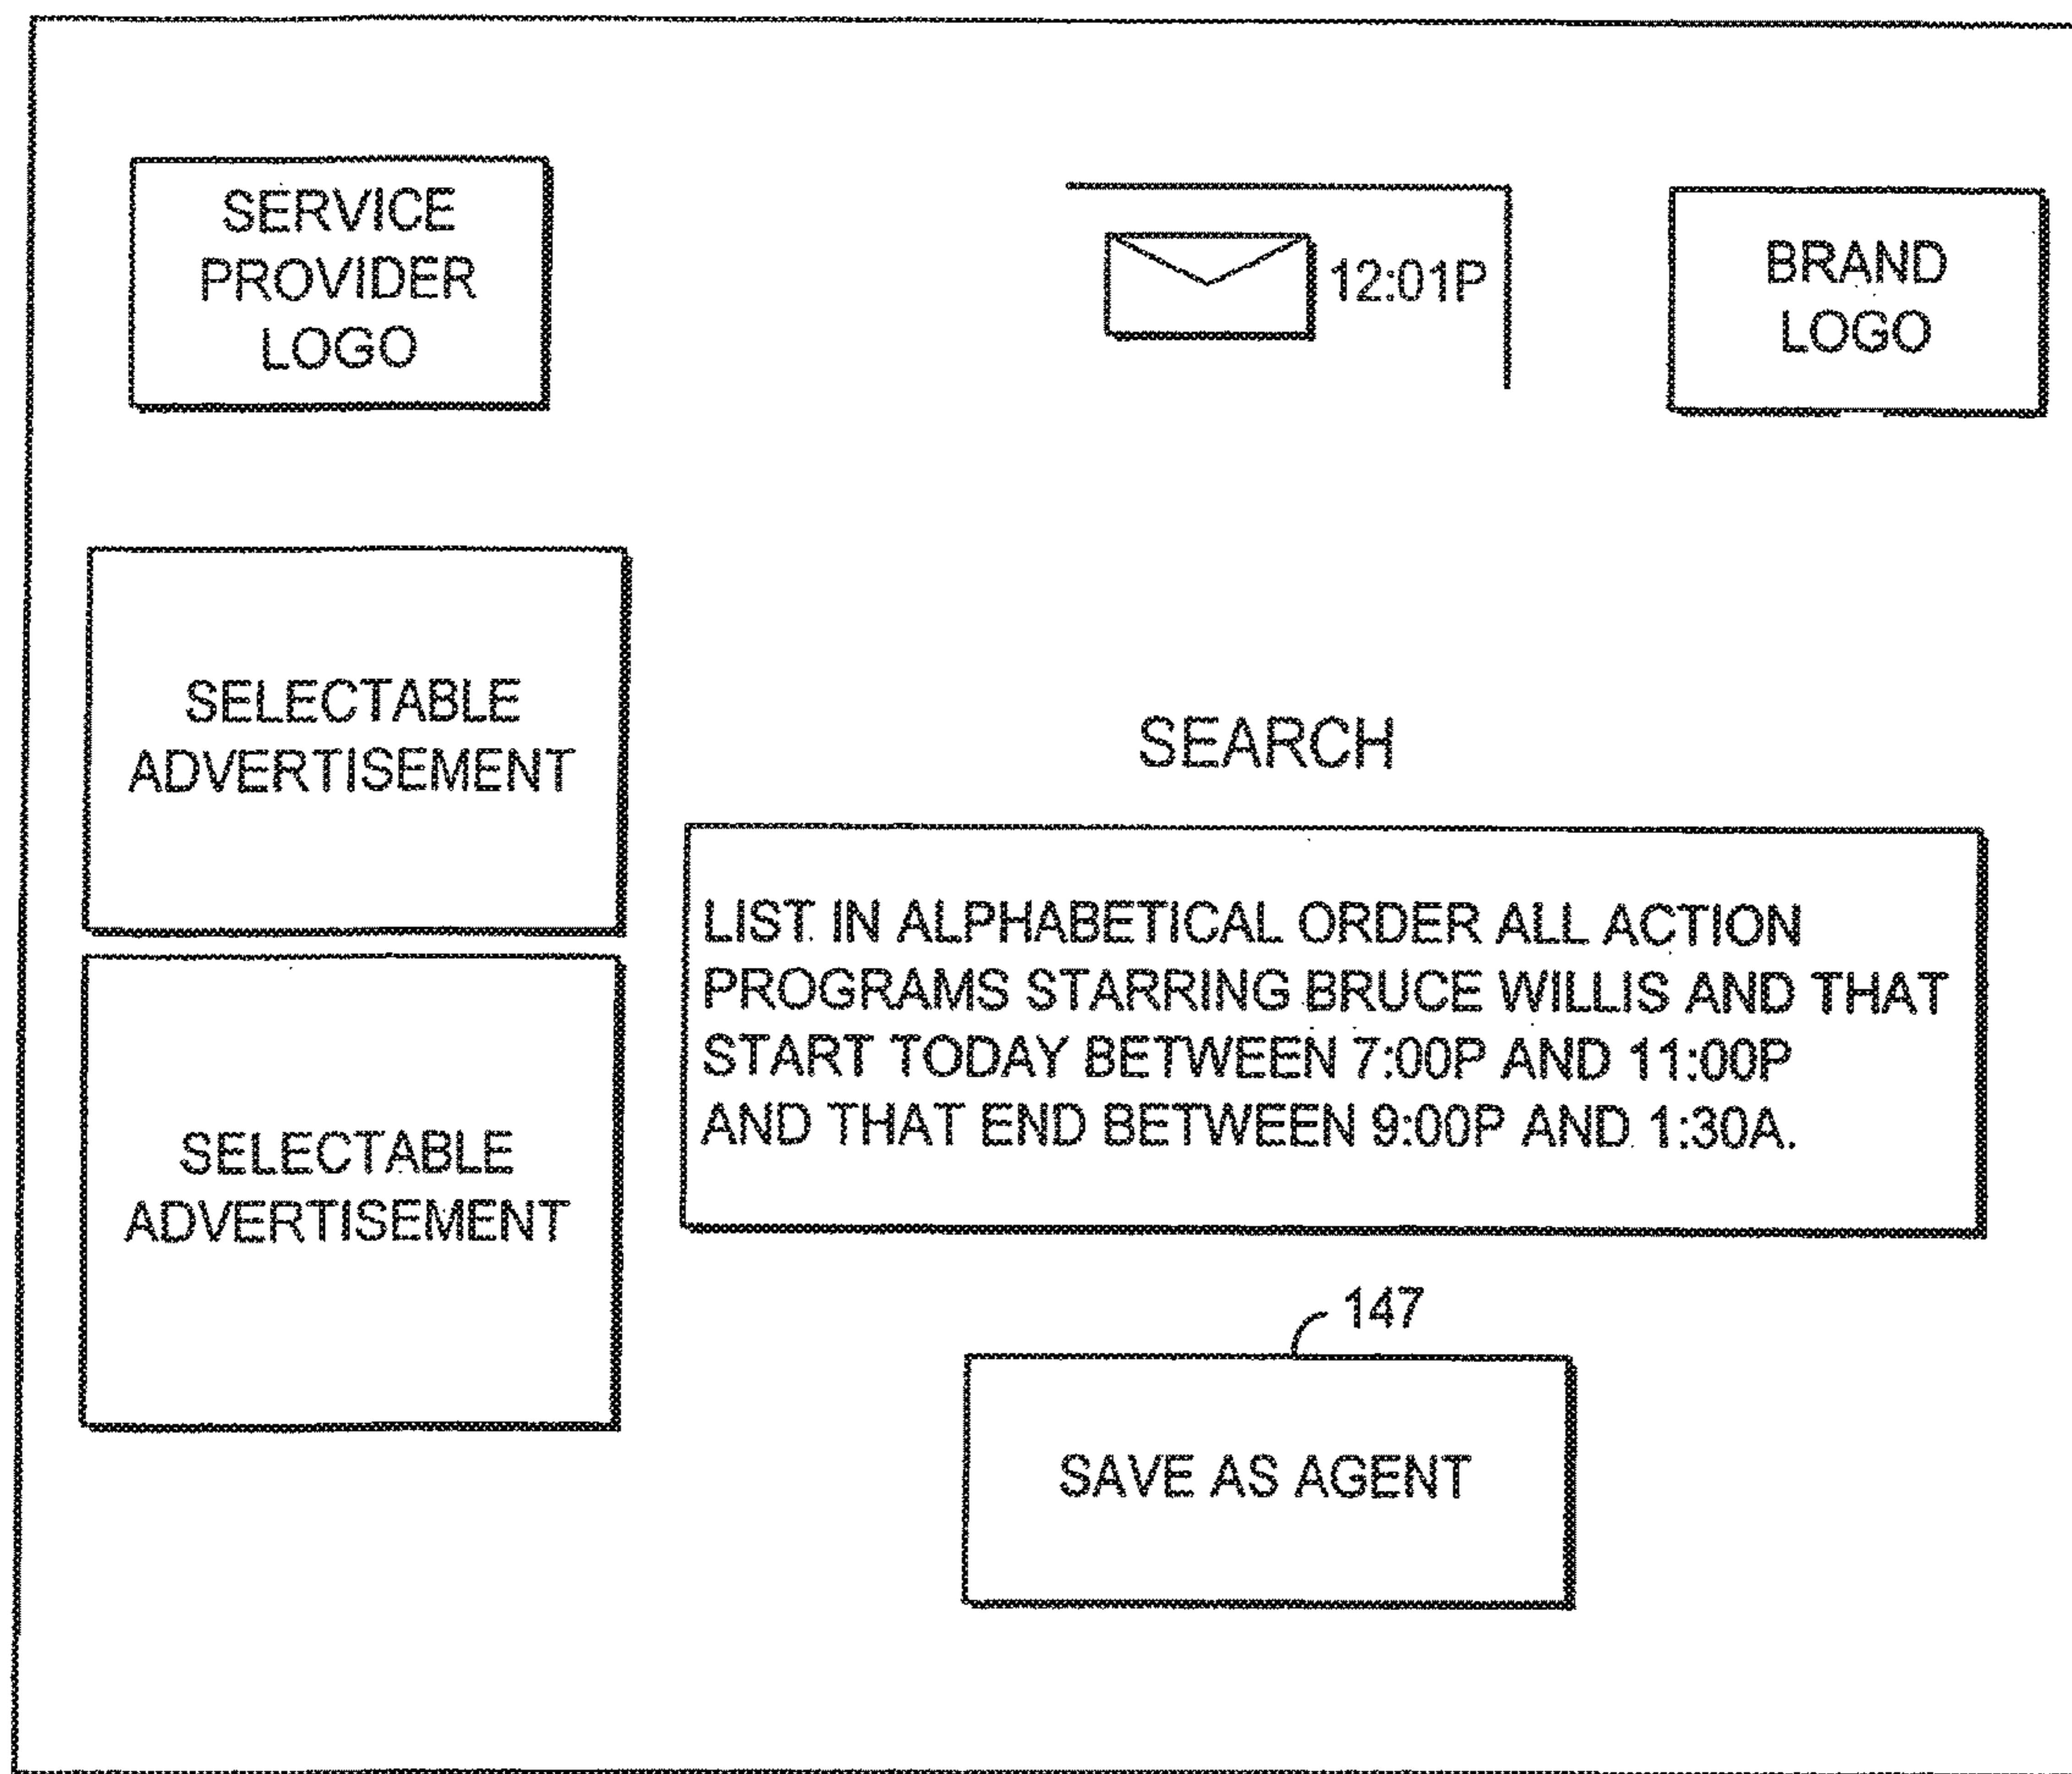 SERVICE
PROVIDER
LOGO
12:01P
BRAND
LOGO
SELECTABLE
ADVERTISEMENT
SEARCH
LIST IN ALPHABETICAL ORDER ALL ACTION
PROGRAMS STARRING BRUCE WILLIS AND THAT
START TODAY BETWEEN 7:00P AND 11:00P
AND THAT END BETWEEN 9:00P AND 1:30A.
SELECTABLE
ADVERTISEMENT
147
SAVE AS AGENT